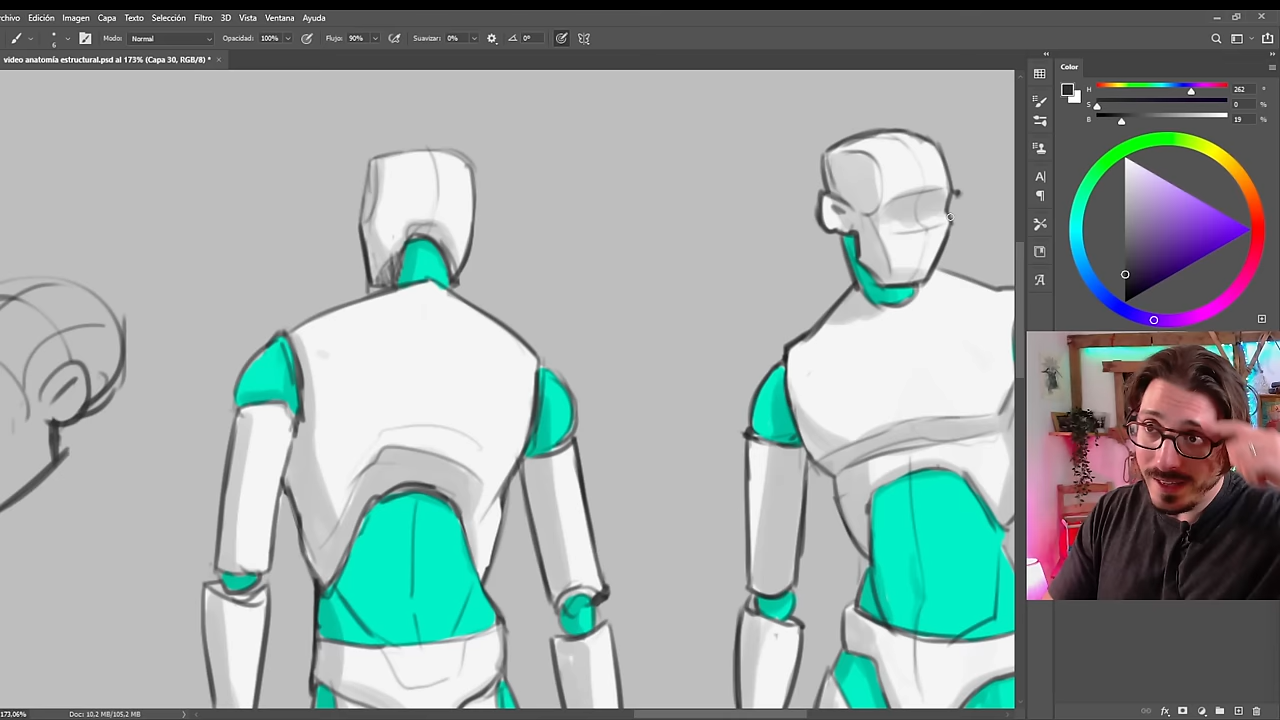 rchivo Edición Imagen Capa Texto Selección Filtro 3D Vista Ventana Ayuda
6 Modo: Normal Opacidad: 100% Flujo: 90% Suavizar: 0% 0°
video anatomía estructural.psd al 173% (Capa 30, RGB/8) *
Color
H 262 °
S 0 %
B 19 %
173,06% Doc: 10,2 MB/105,2 MB